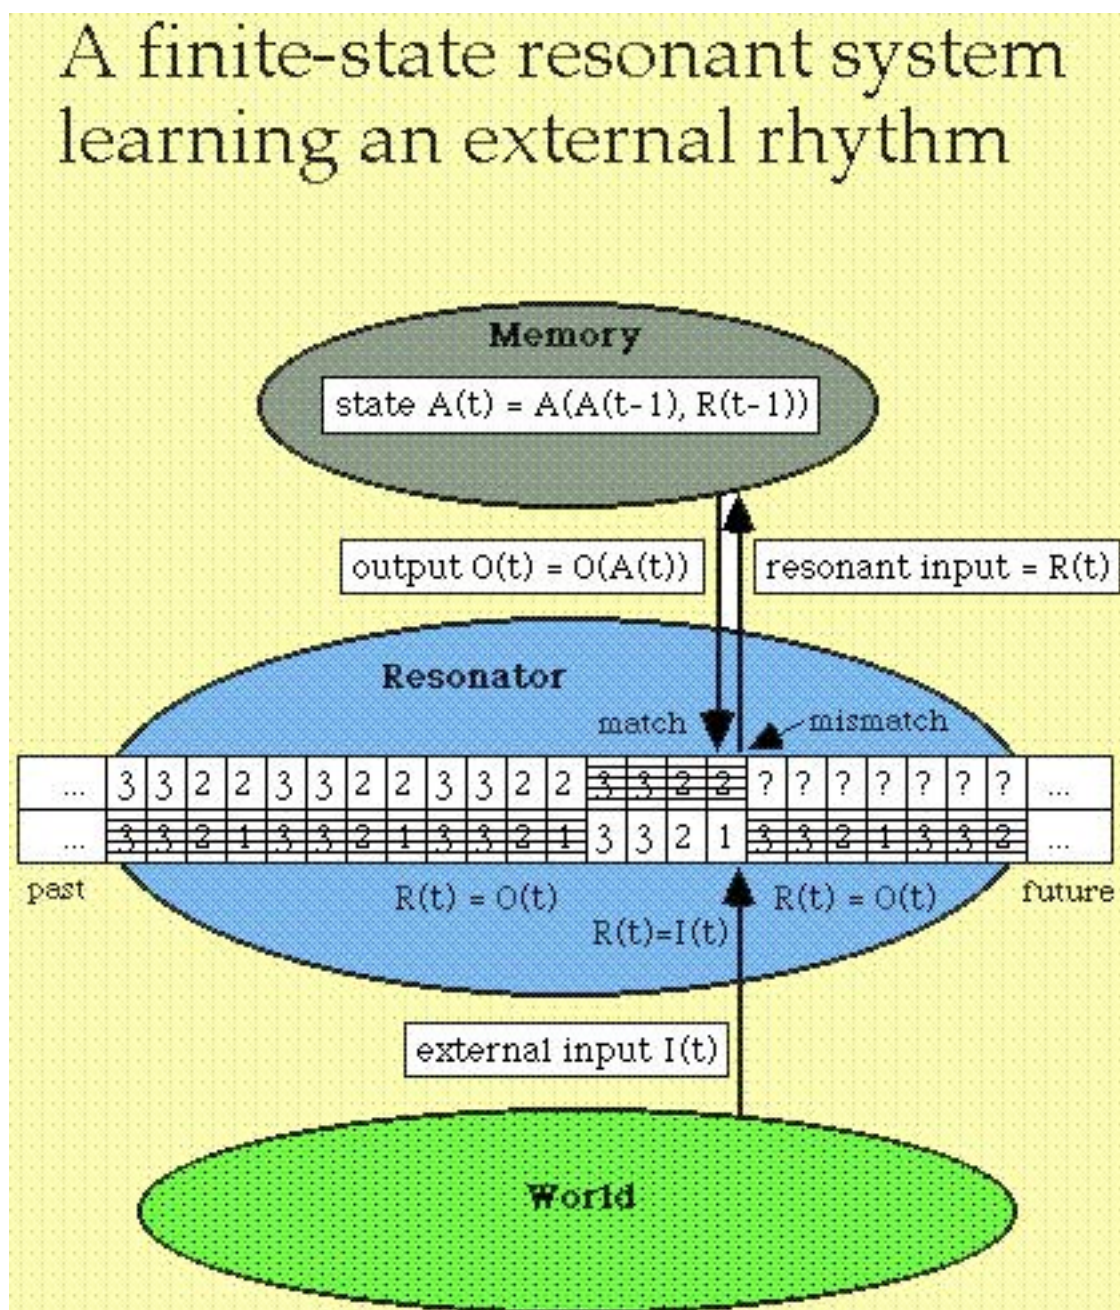 A finite-state resonant system
learning an external rhythm
Memory
state A(t) = A(A(t-1), R(t-1))
output O(t) = O(A(t))
resonant input = R(t)
Resonator
match
mismatch
... 3 3 2 2 3 3 2 2 3 3 2 2 3 3 2 2 ? ? ? ? ? ? ? ...
... 3 3 2 1 3 3 2 1 3 3 2 1 3 3 2 1 3 3 2 1 3 3 2 ...
past
R(t) = O(t)
R(t)=I(t)
R(t) = O(t)
future
external input I(t)
World